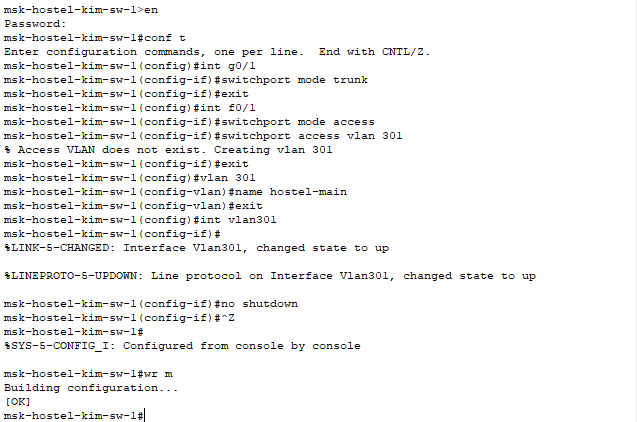 msk-hostel-kim-sw-1>en
Password:
msk-hostel-kim-sw-1#conf t
Enter configuration commands, one per line.  End with CNTL/Z.
msk-hostel-kim-sw-1(config)#int g0/1
msk-hostel-kim-sw-1(config-if)#switchport mode trunk
msk-hostel-kim-sw-1(config-if)#exit
msk-hostel-kim-sw-1(config)#int f0/1
msk-hostel-kim-sw-1(config-if)#switchport mode access
msk-hostel-kim-sw-1(config-if)#switchport access vlan 301
% Access VLAN does not exist. Creating vlan 301
msk-hostel-kim-sw-1(config-if)#exit
msk-hostel-kim-sw-1(config)#vlan 301
msk-hostel-kim-sw-1(config-vlan)#name hostel-main
msk-hostel-kim-sw-1(config-vlan)#exit
msk-hostel-kim-sw-1(config)#int vlan301
msk-hostel-kim-sw-1(config-if)#
%LINK-5-CHANGED: Interface Vlan301, changed state to up
%LINEPROTO-5-UPDOWN: Line protocol on Interface Vlan301, changed state to up
msk-hostel-kim-sw-1(config-if)#no shutdown
msk-hostel-kim-sw-1(config-if)#^Z
msk-hostel-kim-sw-1#
%SYS-5-CONFIG_I: Configured from console by console
msk-hostel-kim-sw-1#wr m
Building configuration...
[OK]
msk-hostel-kim-sw-1#